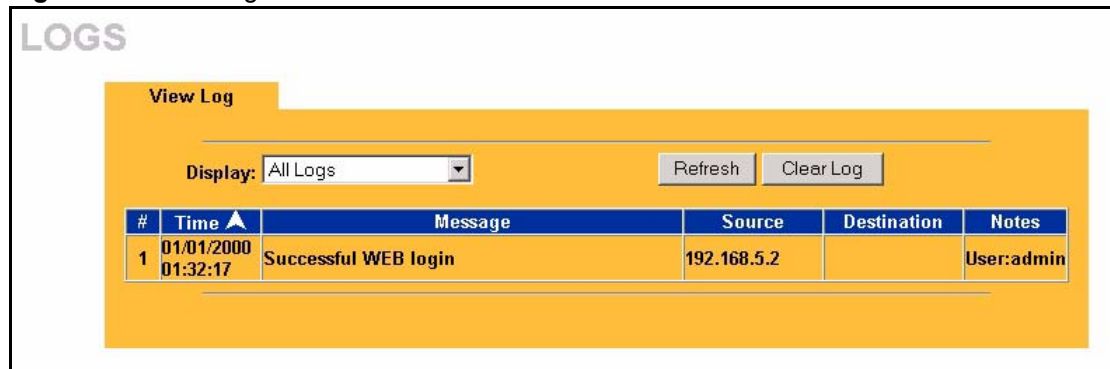 LOGS
View Log
Display: All Logs Refresh Clear Log
# Time Message Source Destination Notes
1 01/01/2000 01:32:17 Successful WEB login 192.168.5.2 User:admin